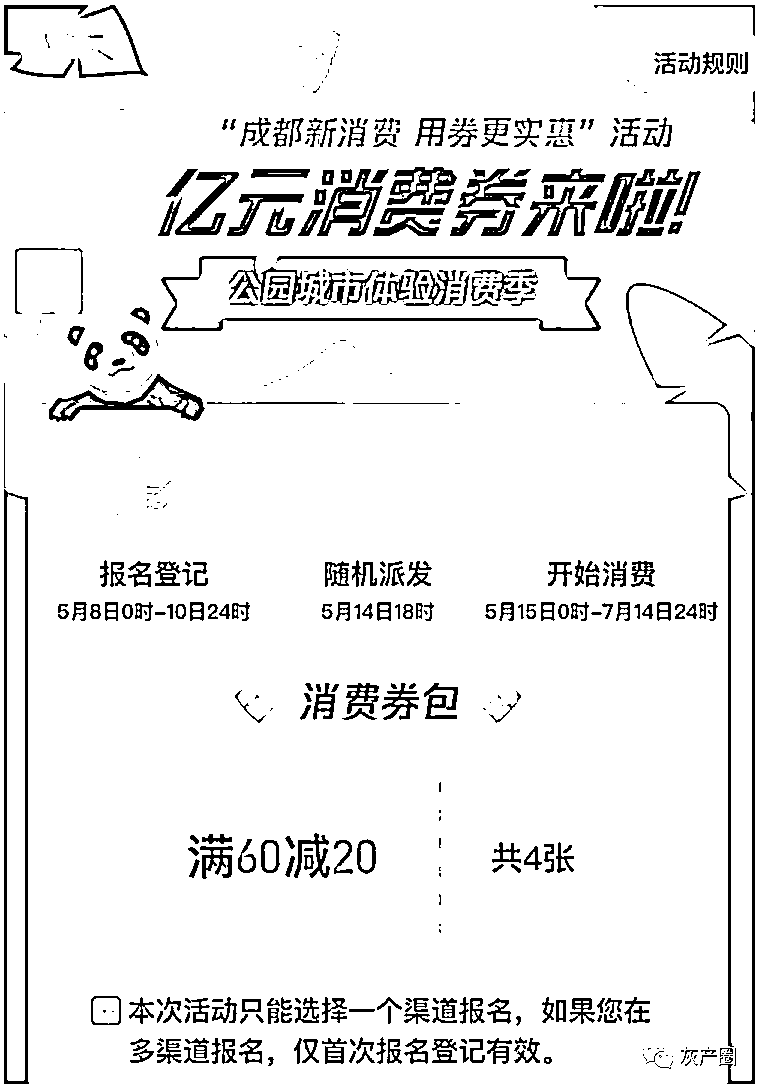 活动规则
“成都新消费 用券更实惠”活动
亿元消费券来啦!
公园城市体验消费季
报名登记 随机派发 开始消费
5月8日0时-10日24时 5月14日18时 5月15日0时-7月14日24时
消费券包
满60减20 共4张
本次活动只能选择一个渠道报名，如果您在
多渠道报名，仅首次报名登记有效。
灰产圈